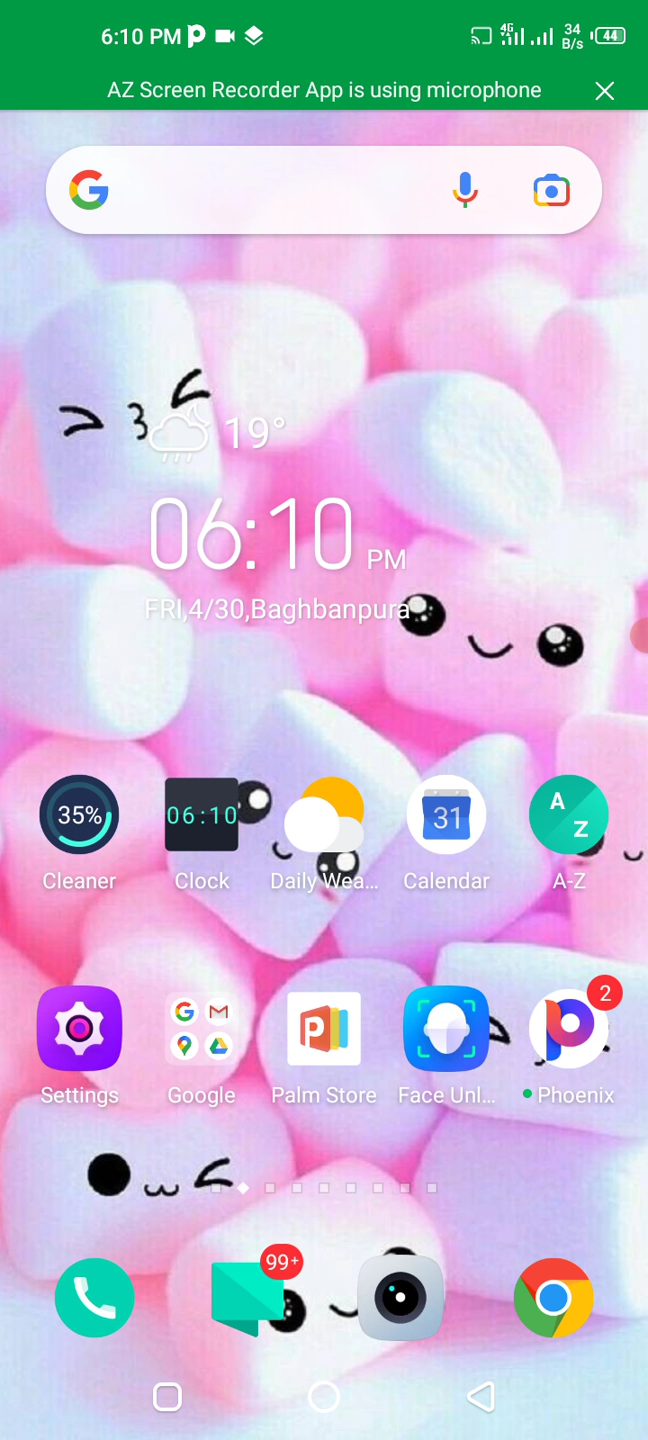 6:10 PM 4G 34 B/s 44
AZ Screen Recorder App is using microphone
19°
06:10 PM
FRI,4/30,Baghbanpura
35% 06:10 31 A Z
Cleaner Clock Daily Wea... Calendar A-Z
2
Settings Google Palm Store Face Unl... Phoenix
99+